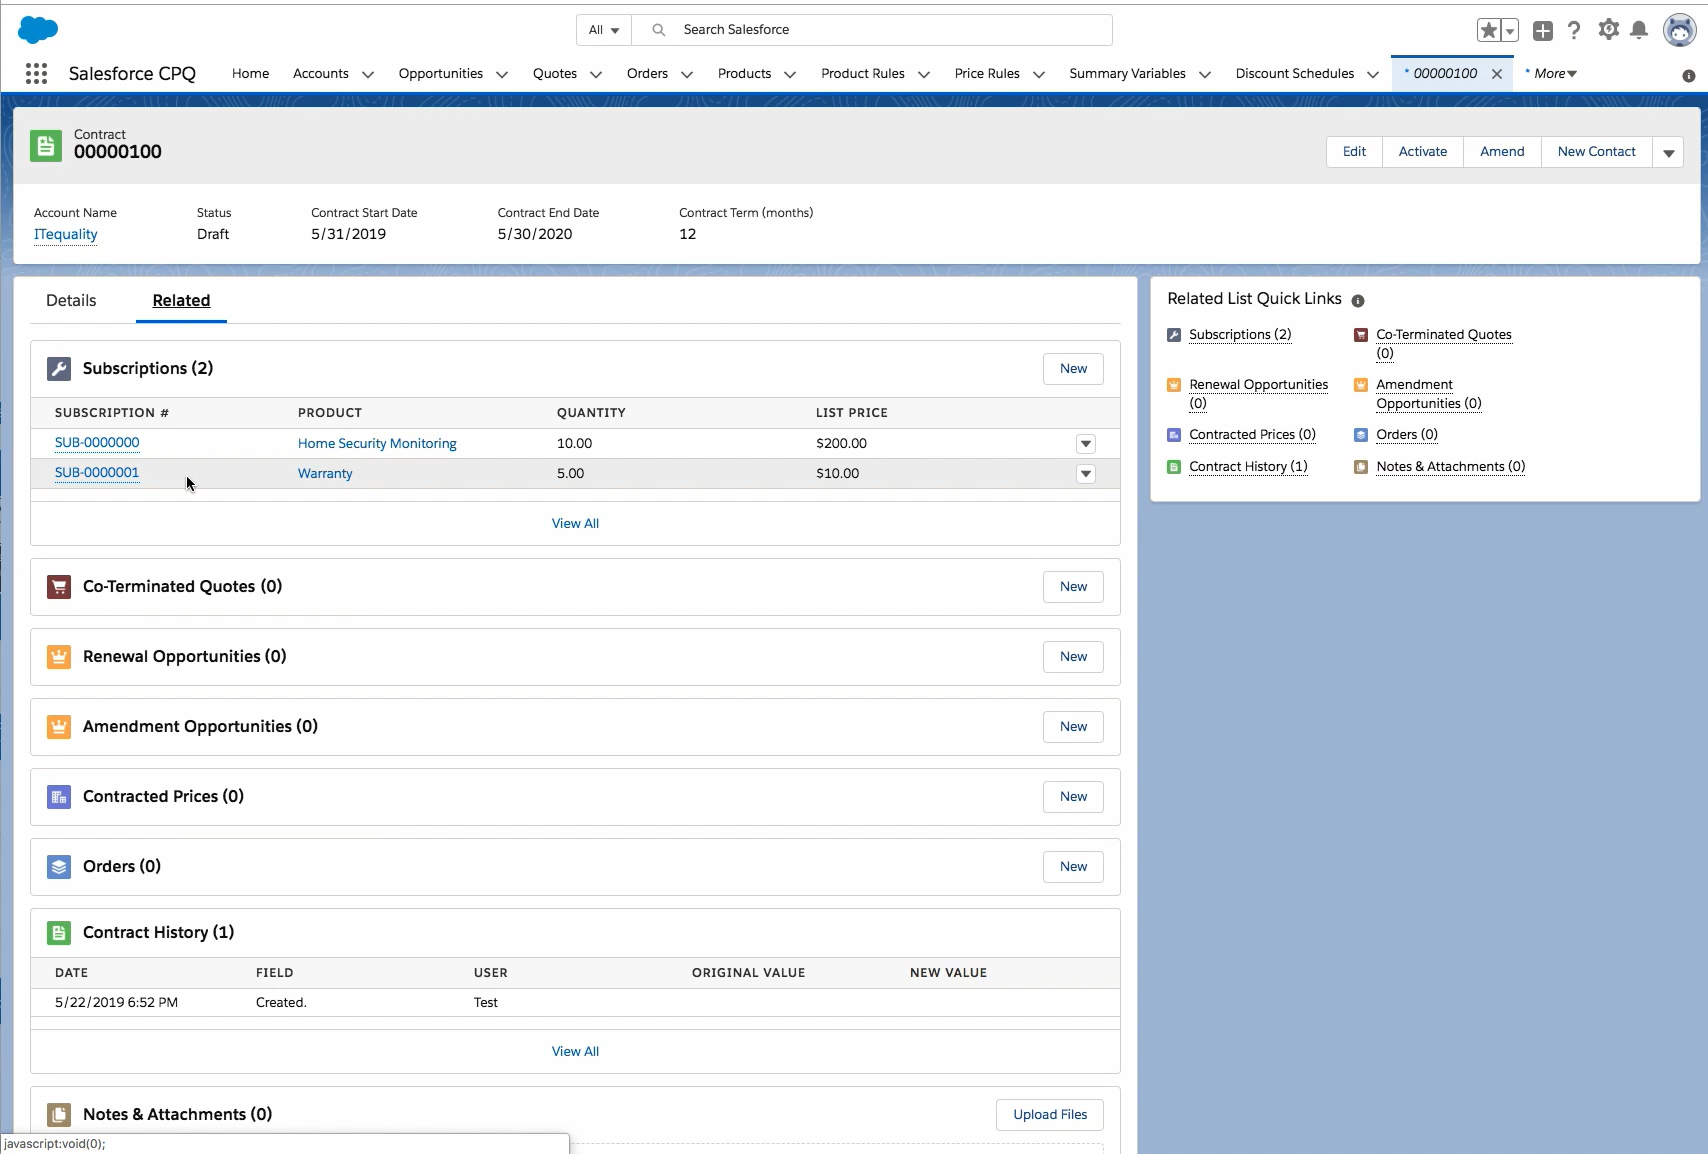 All
Search Salesforce
Salesforce CPQ
Home
Accounts
Opportunities
Quotes
Orders
Products
Product Rules
Price Rules
Summary Variables
Discount Schedules
* 00000100
* More
Contract
00000100
Edit
Activate
Amend
New Contact
Account Name
Status
Contract Start Date
Contract End Date
Contract Term (months)
ITequality
Draft
5/31/2019
5/30/2020
12
Details
Related
Subscriptions (2)
New
SUBSCRIPTION #
PRODUCT
QUANTITY
LIST PRICE
SUB-0000000
Home Security Monitoring
10.00
$200.00
SUB-0000001
Warranty
5.00
$10.00
View All
Co-Terminated Quotes (0)
New
Renewal Opportunities (0)
New
Amendment Opportunities (0)
New
Contracted Prices (0)
New
Orders (0)
New
Contract History (1)
DATE
FIELD
USER
ORIGINAL VALUE
NEW VALUE
5/22/2019 6:52 PM
Created.
Test
View All
Notes & Attachments (0)
Upload Files
javascript:void(0);
Related List Quick Links
Subscriptions (2)
Co-Terminated Quotes
(0)
Renewal Opportunities
(0)
Amendment
Opportunities (0)
Contracted Prices (0)
Orders (0)
Contract History (1)
Notes & Attachments (0)